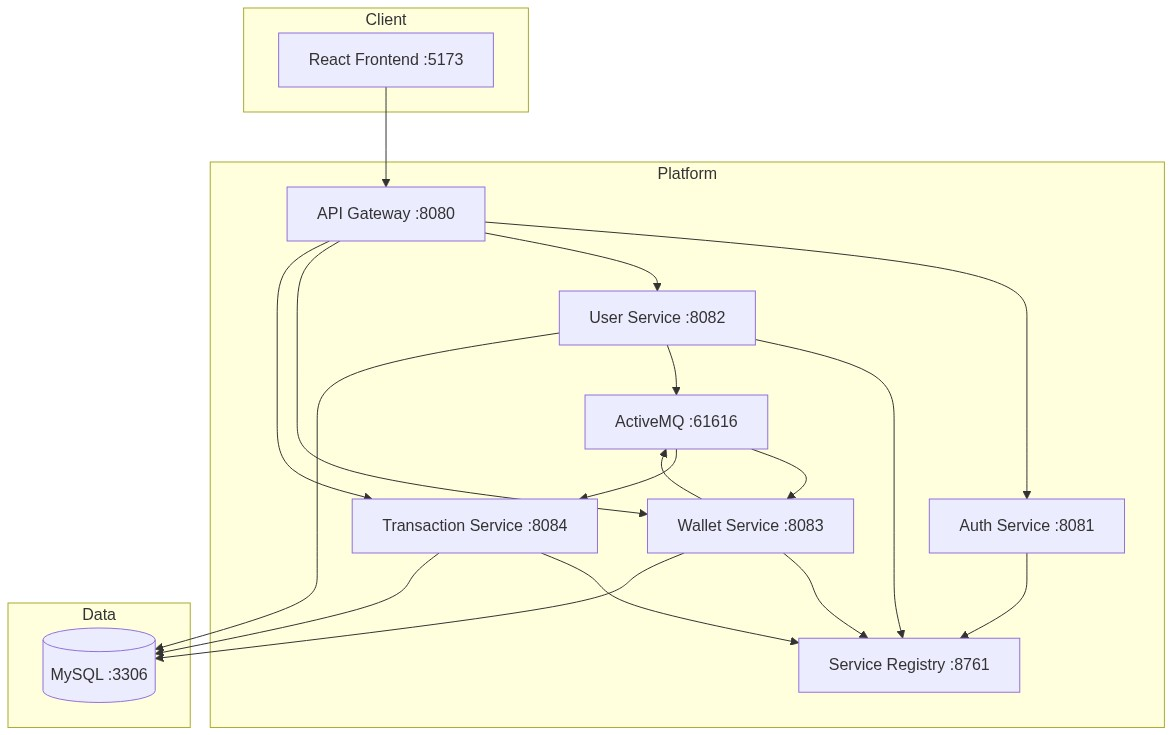 Client
React Frontend :5173
Platform
API Gateway :8080
User Service :8082
ActiveMQ :61616
Transaction Service :8084
Wallet Service :8083
Auth Service :8081
Data
MySQL :3306
Service Registry :8761